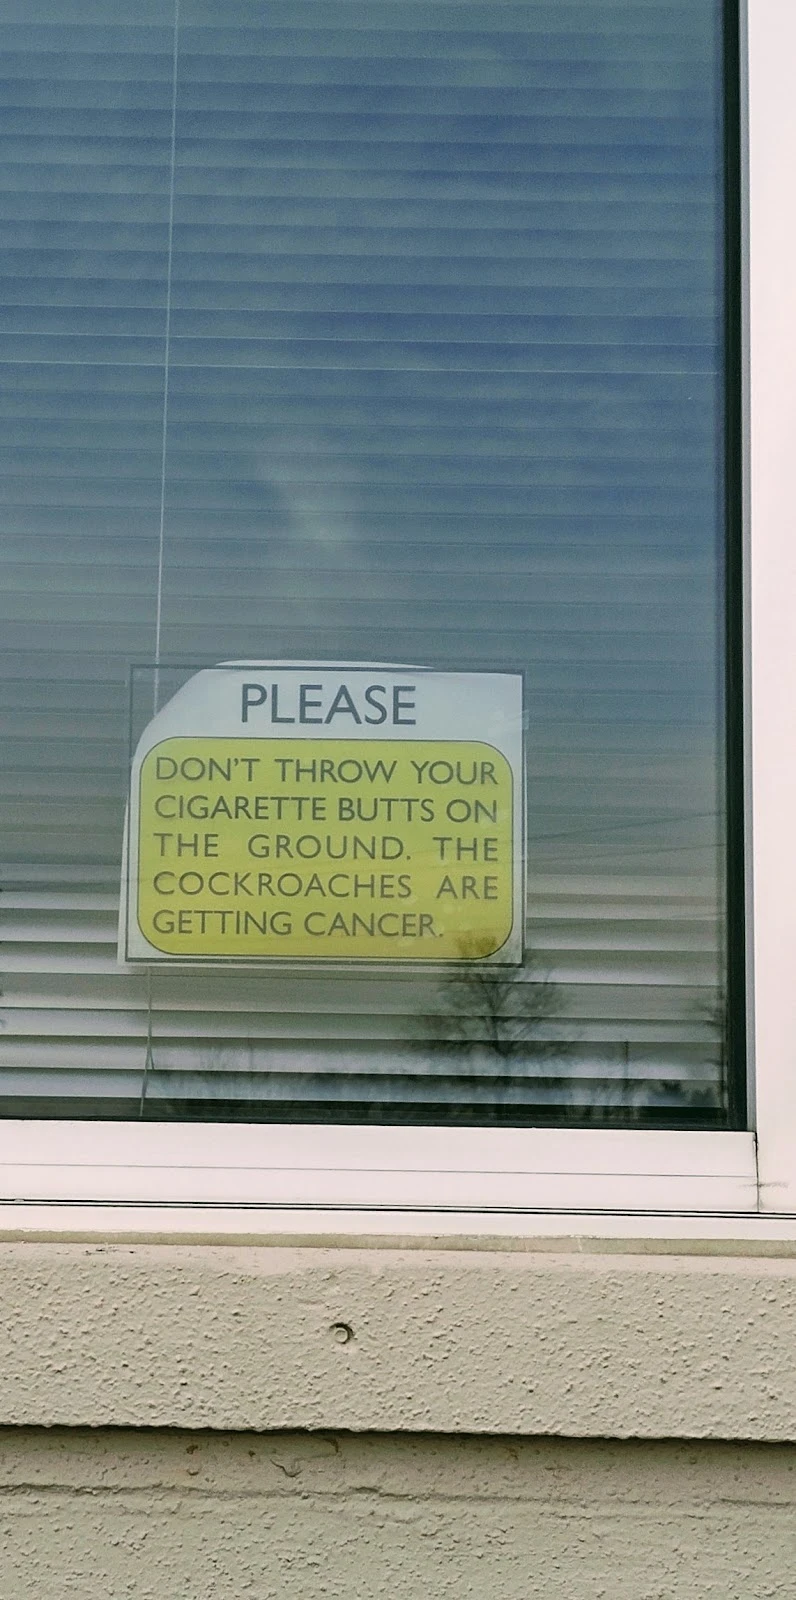 PLEASE
DON'T THROW YOUR
CIGARETTE BUTTS ON
THE GROUND. THE
COCKROACHES ARE
GETTING CANCER.